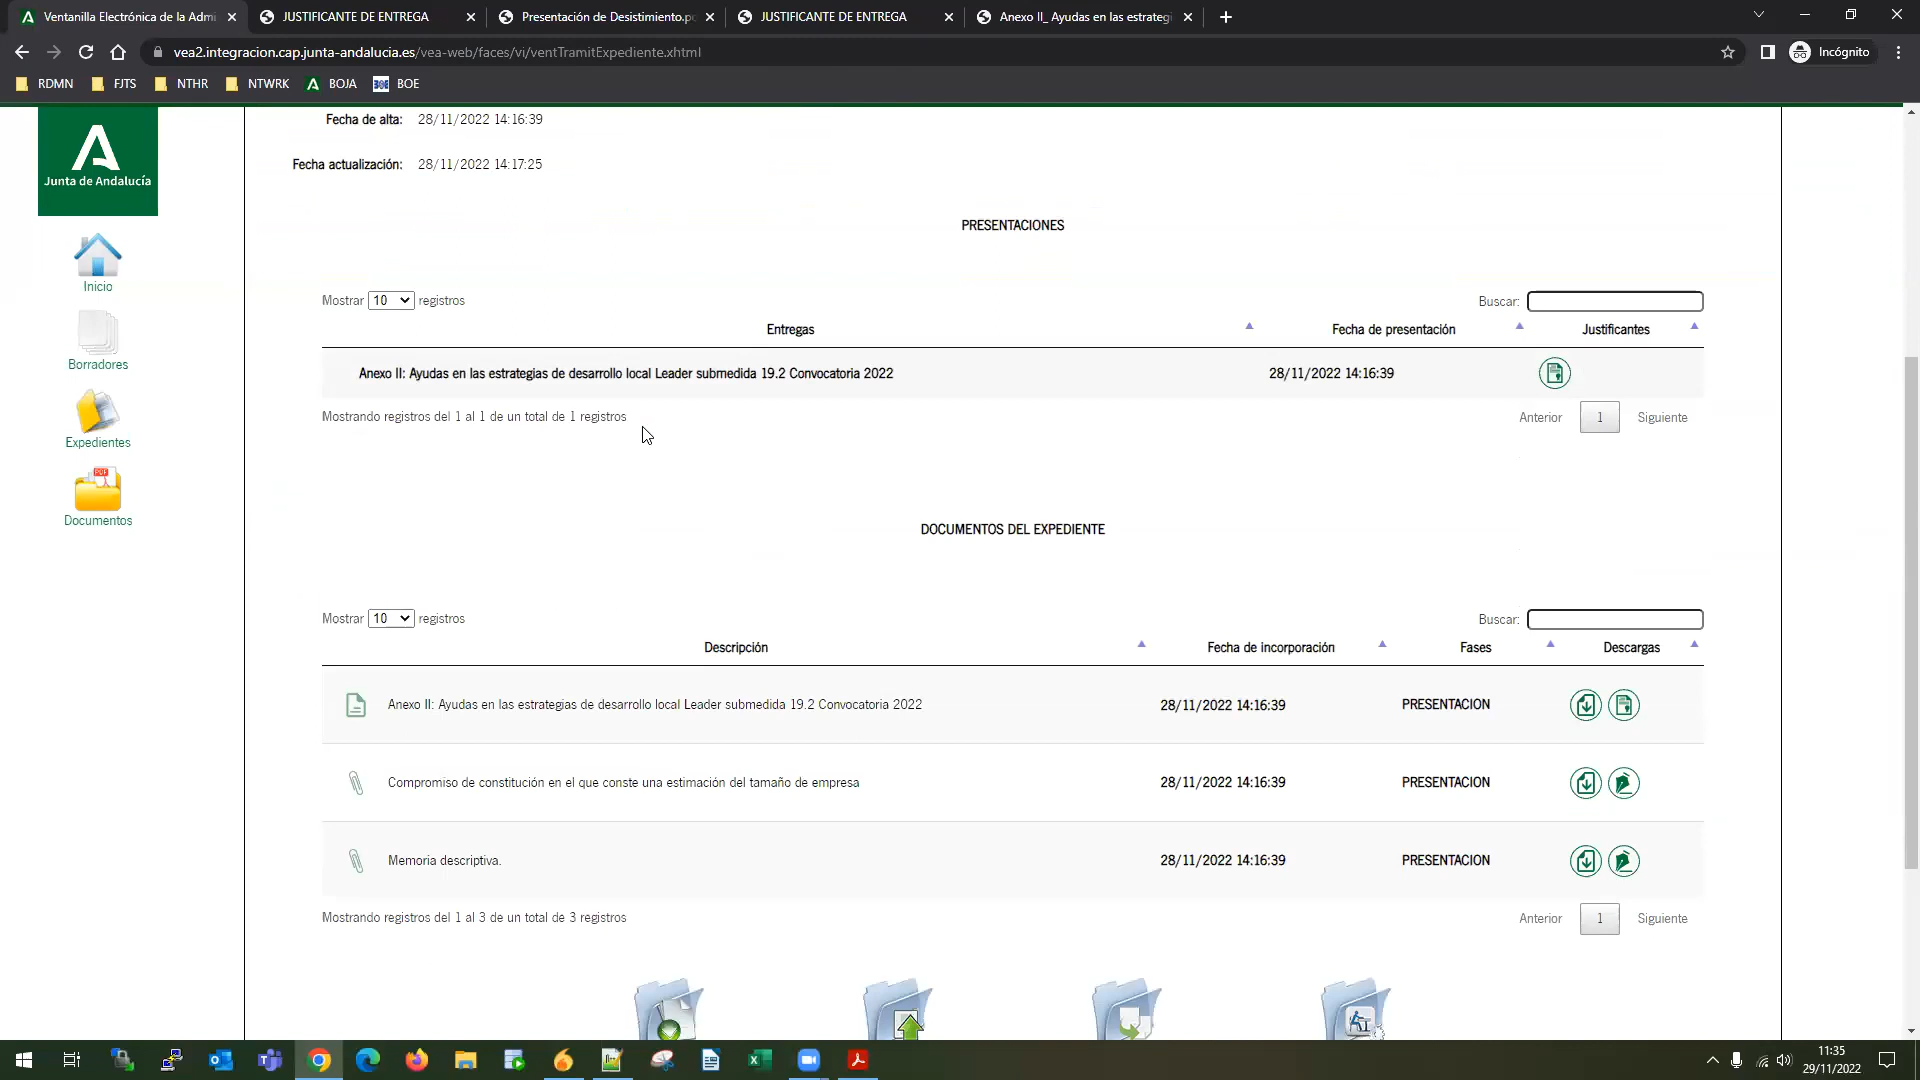 Ventanilla Electrónica de la Admi
JUSTIFICANTE DE ENTREGA
Presentación de Desistimiento.p
JUSTIFICANTE DE ENTREGA
Anexo II_ Ayudas en las estrategi
vea2.integracion.cap.junta-andalucia.es/vea-web/faces/vi/ventTramitExpediente.xhtml
Incógnito
RDMN
FJTS
NTHR
NTWRK
BOJA
BOE
Junta de Andalucía
Inicio
Borradores
Expedientes
PDF
Documentos
Fecha de alta: 28/11/2022 14:16:39
Fecha actualización: 28/11/2022 14:17:25
PRESENTACIONES
Mostrar 10 registros
Buscar:
Entregas Fecha de presentación Justificantes
Anexo II: Ayudas en las estrategias de desarrollo local Leader submedida 19.2 Convocatoria 2022 28/11/2022 14:16:39
Mostrando registros del 1 al 1 de un total de 1 registros
Anterior 1 Siguiente
DOCUMENTOS DEL EXPEDIENTE
Mostrar 10 registros
Buscar:
Descripción Fecha de incorporación Fases Descargas
Anexo II: Ayudas en las estrategias de desarrollo local Leader submedida 19.2 Convocatoria 2022 28/11/2022 14:16:39 PRESENTACION
Compromiso de constitución en el que conste una estimación del tamaño de empresa 28/11/2022 14:16:39 PRESENTACION
Memoria descriptiva. 28/11/2022 14:16:39 PRESENTACION
Mostrando registros del 1 al 3 de un total de 3 registros
Anterior 1 Siguiente
11:35
29/11/2022